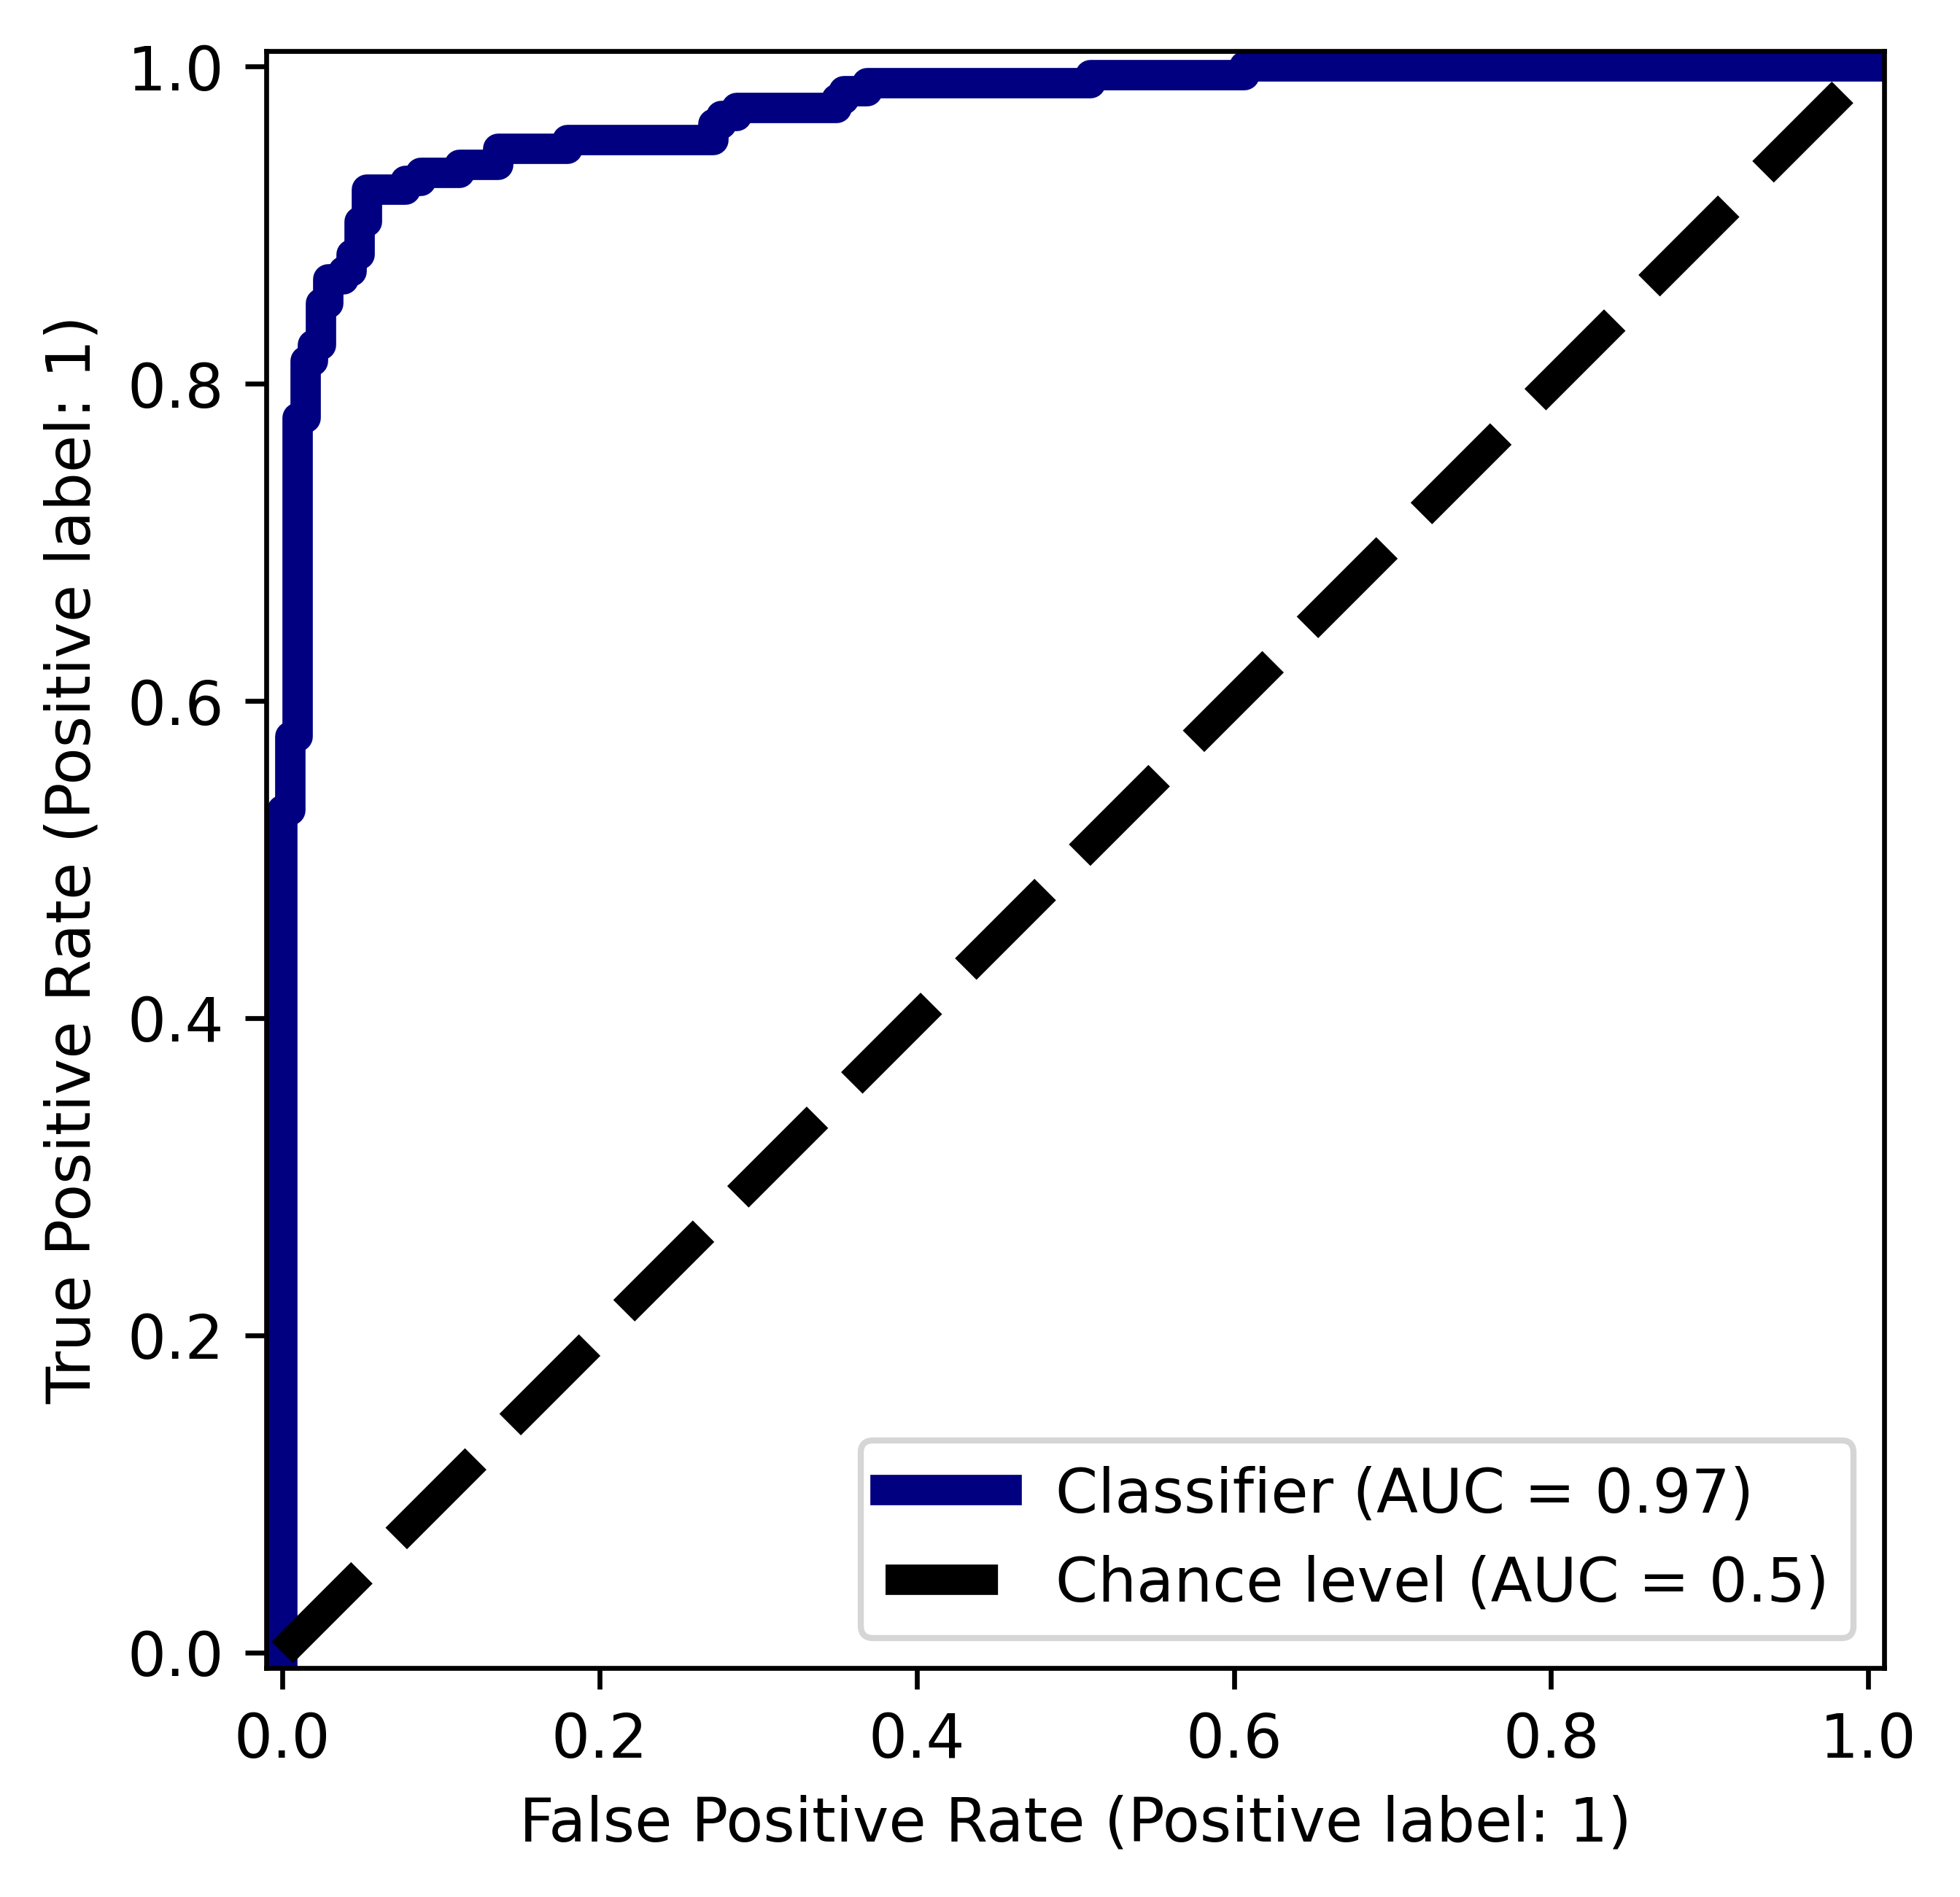 1.0
0.8
0.6
0.4
0.2
0.0
True Positive Rate (Positive label: 1)
Classifier (AUC = 0.97)
Chance level (AUC = 0.5)
0.0 0.2 0.4 0.6 0.8 1.0
False Positive Rate (Positive label: 1)